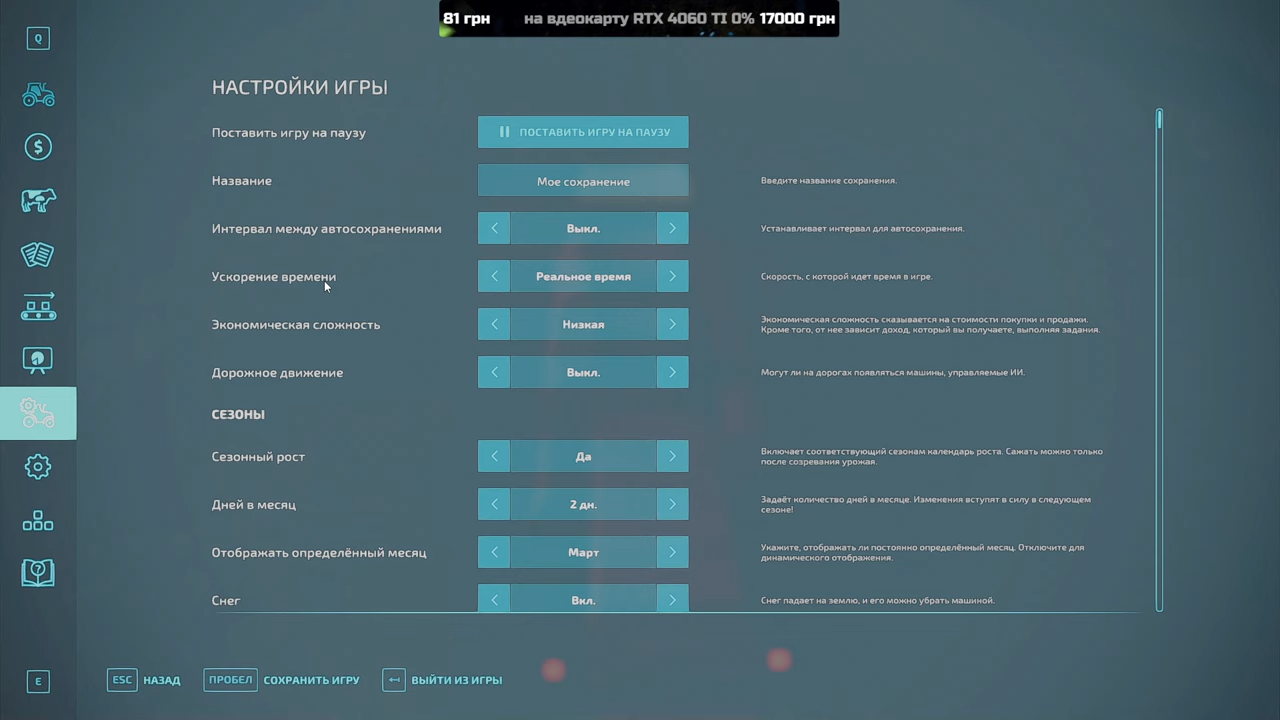 81 грн на вдеокарту RTX 4060 TI 0% 17000 грн
Q
НАСТРОЙКИ ИГРЫ
Поставить игру на паузу ПОСТАВИТЬ ИГРУ НА ПАУЗУ
Название Мое сохранение Введите название сохранения.
Интервал между автосохранениями Выкл. Устанавливает интервал для автосохранения.
Ускорение времени Реальное время Скорость, с которой идет время в игре.
Экономическая сложность Низкая Экономическая сложность сказывается на стоимости покупки и продажи.
Кроме того, от нее зависит доход, который вы получаете, выполняя задания.
Дорожное движение Выкл. Могут ли на дорогах появляться машины, управляемые ИИ.
СЕЗОНЫ
Сезонный рост Да Включает соответствующий сезонам календарь роста. Сажать можно только
после созревания урожая.
Дней в месяц 2 дн. Задаёт количество дней в месяце. Изменения вступят в силу в следующем
сезоне!
Отображать определённый месяц Март Укажите, отображать ли постоянно определённый месяц. Отключите для
динамического отображения.
Снег Вкл. Снег падает на землю, и его можно убрать машиной.
E
ESC НАЗАД ПРОБЕЛ СОХРАНИТЬ ИГРУ ВЫЙТИ ИЗ ИГРЫ